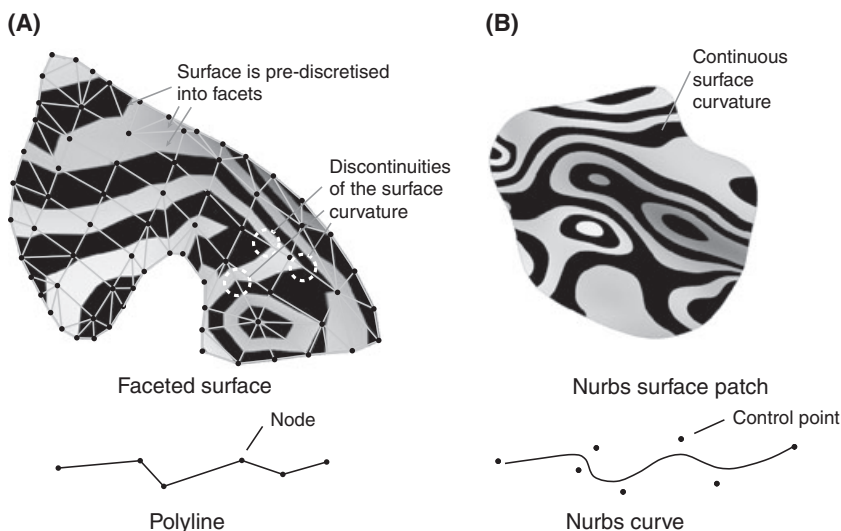 (A)
Surface is pre-discretised
into facets
Discontinuities
of the surface
curvature
Faceted surface
Node
Polyline
(B)
Continuous
surface
curvature
Nurbs surface patch
Control point
Nurbs curve